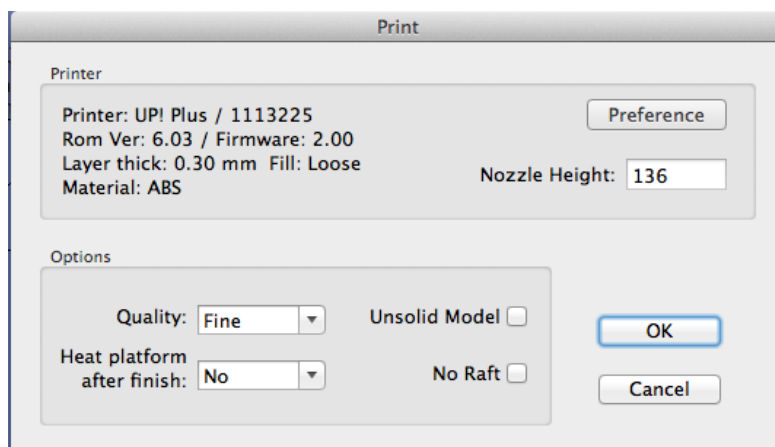 Print
Printer
Printer: UP! Plus / 1113225
Rom Ver: 6.03 / Firmware: 2.00
Layer thick: 0.30 mm  Fill: Loose
Material: ABS
Preference
Nozzle Height: 136
Options
Quality: Fine
Unsolid Model
Heat platform
after finish: No
No Raft
OK
Cancel